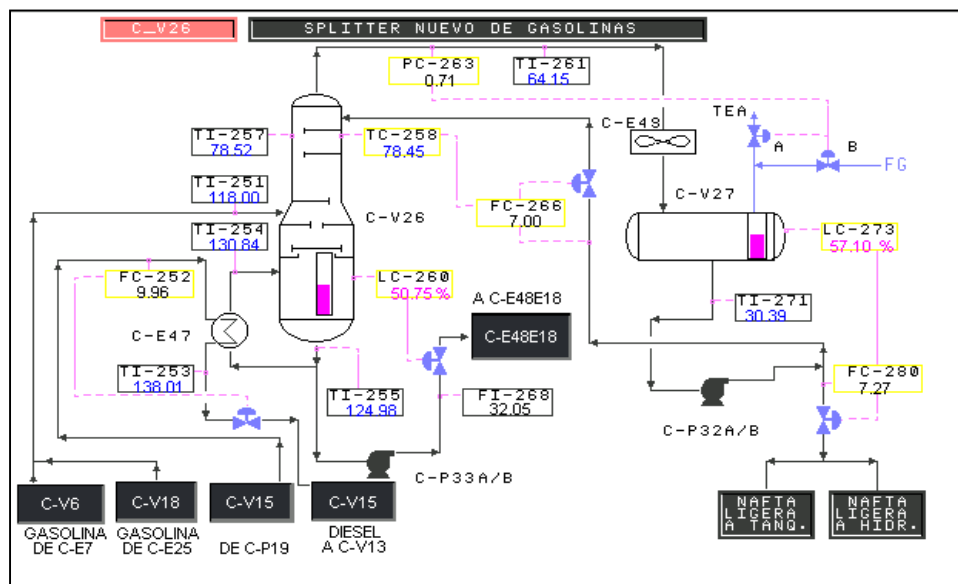 C_V26
SPLITTER NUEVO DE GASOLINAS
PC-263
0.71
TI-261
64.15
TEA
C-E48
A
B
FG
TI-257
78.52
TC-258
78.45
TI-251
118.00
FC-266
7.00
C-V27
C-V26
LC-273
57.10 %
TI-254
130.84
FC-252
9.96
LC-260
50.75 %
A C-E48E18
TI-271
30.39
C-E47
C-E48E18
TI-253
138.01
TI-255
124.98
FI-268
32.05
FC-280
7.27
C-P32A/B
C-P33A/B
C-V6
C-V18
C-V15
C-V15
GASOLINA
DE C-E7
GASOLINA
DE C-E25
DE C-P19
DIESEL
A C-V13
NAFTA
LIGERA
A TANQ.
NAFTA
LIGERA
A HIDR.